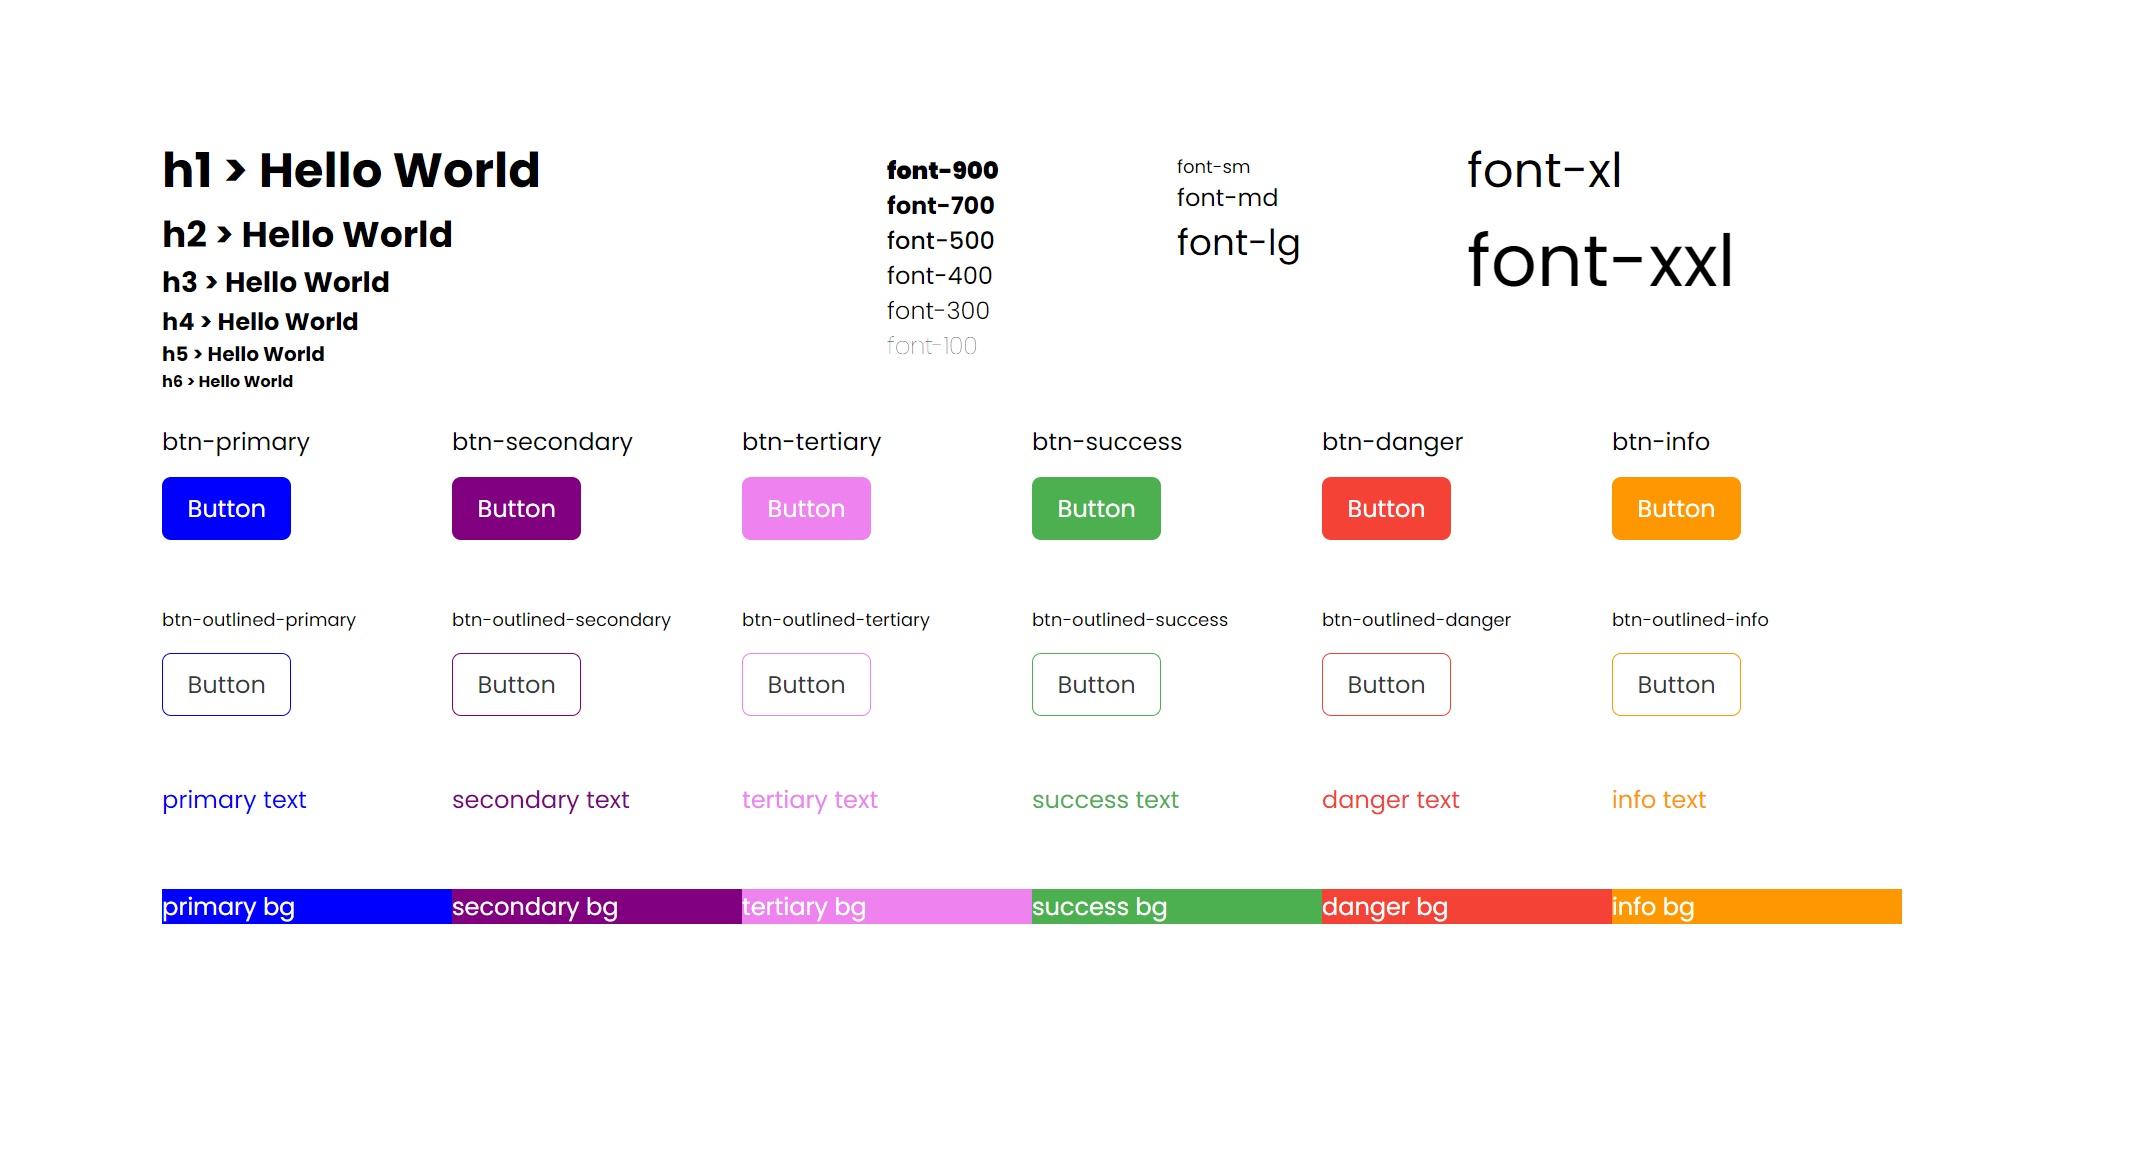 h1 > Hello World
h2 > Hello World
h3 > Hello World
h4 > Hello World
h5 > Hello World
h6 > Hello World
font-900
font-700
font-500
font-400
font-300
font-100
font-sm
font-md
font-lg
font-xl
font-xxl
btn-primary btn-secondary btn-tertiary btn-success btn-danger btn-info
Button Button Button Button Button Button
btn-outlined-primary btn-outlined-secondary btn-outlined-tertiary btn-outlined-success btn-outlined-danger btn-outlined-info
Button Button Button Button Button Button
primary text secondary text tertiary text success text danger text info text
primary bg secondary bg tertiary bg success bg danger bg info bg